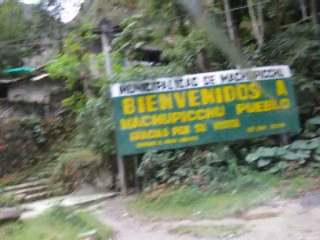 MUNICIPALIDAD DE MACHUPICCHU
BIENVENIDOS A
MACHUPICCHU PUEBLO
GRACIAS POR SU VISITA